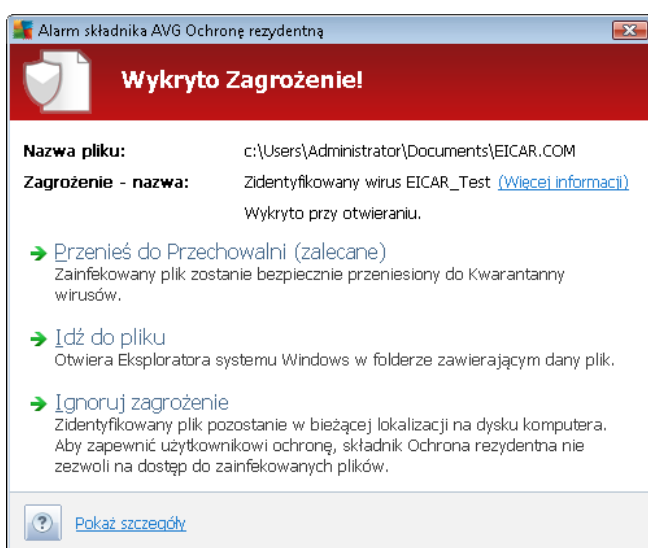 Alarm składnika AVG Ochronę rezydentną
Wykryto Zagrożenie!
Nazwa pliku: c:\Users\Administrator\Documents\EICAR.COM
Zagrożenie - nazwa: Zidentyfikowany wirus EICAR_Test (Więcej informacji)
Wykryto przy otwieraniu.
Przenieś do Przechowalni (zalecane)
Zainfekowany plik zostanie bezpiecznie przeniesiony do Kwarantanny
wirusów.
Idź do pliku
Otwiera Eksploratora systemu Windows w folderze zawierającym dany plik.
Ignoruj zagrożenie
Zidentyfikowany plik pozostanie w bieżącej lokalizacji na dysku komputera.
Aby zapewnić użytkownikowi ochronę, składnik Ochrona rezydentna nie
zezwoli na dostęp do zainfekowanych plików.
? Pokaż szczegóły